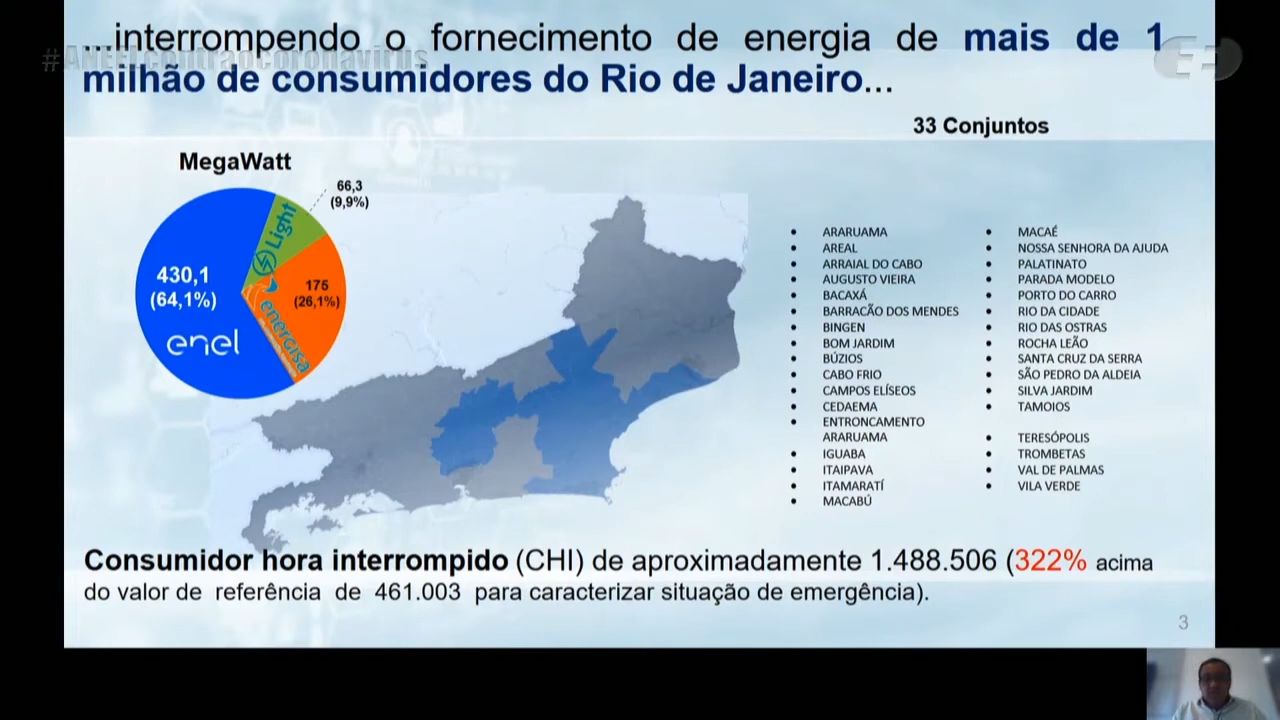 ...interrompendo o fornecimento de energia de mais de 1
#ANEELcontraocoronavirus
milhão de consumidores do Rio de Janeiro...
33 Conjuntos
MegaWatt
66,3
(9,9%)
Light
430,1
(64,1%)
enel
175
(26,1%)
energisa
• ARARUAMA
• AREAL
• ARRAIAL DO CABO
• AUGUSTO VIEIRA
• BACAXÁ
• BARRACÃO DOS MENDES
• BINGEN
• BOM JARDIM
• BÚZIOS
• CABO FRIO
• CAMPOS ELÍSEOS
• CEDAEMA
• ENTRONCAMENTO
ARARUAMA
• IGUABA
• ITAIPAVA
• ITAMARATÍ
• MACABÚ
• MACAÉ
• NOSSA SENHORA DA AJUDA
• PALATINATO
• PARADA MODELO
• PORTO DO CARRO
• RIO DA CIDADE
• RIO DAS OSTRAS
• ROCHA LEÃO
• SANTA CRUZ DA SERRA
• SÃO PEDRO DA ALDEIA
• SILVA JARDIM
• TAMOIOS
• TERESÓPOLIS
• TROMBETAS
• VAL DE PALMAS
• VILA VERDE
Consumidor hora interrompido (CHI) de aproximadamente 1.488.506 (322% acima
do valor de referência de 461.003 para caracterizar situação de emergência).
3